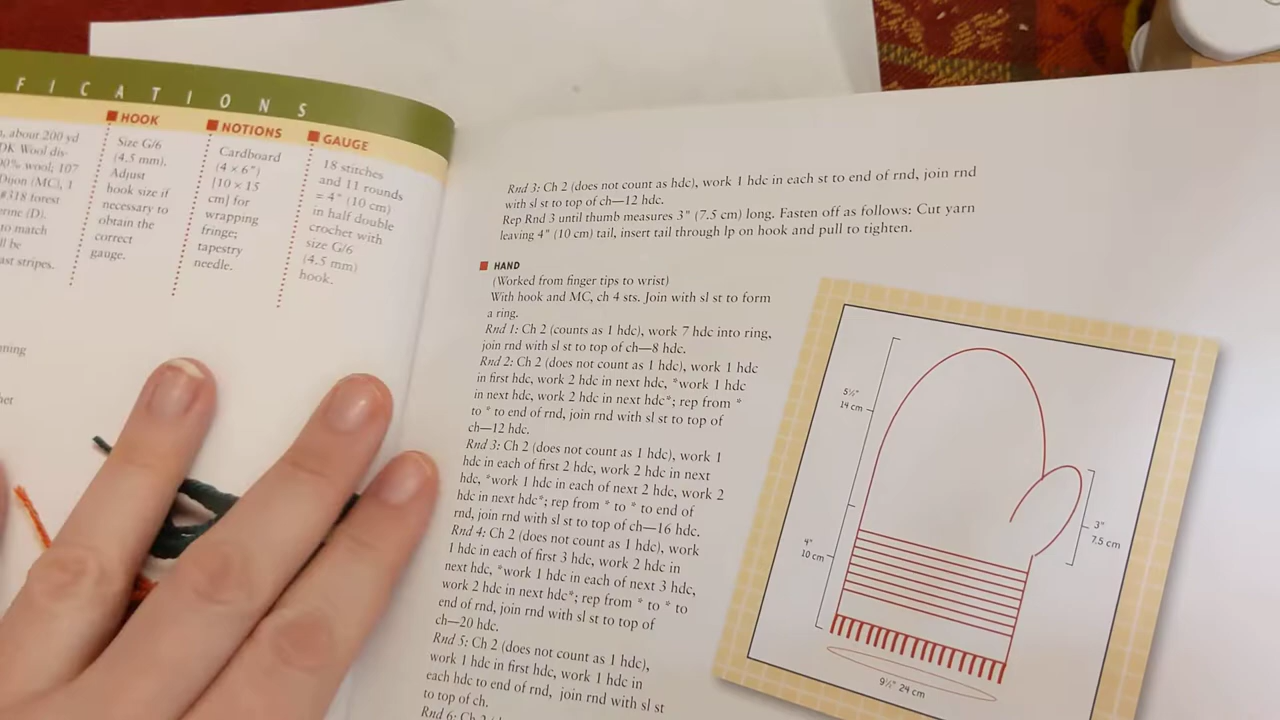 FICATIONS
about 200 yd
DK Wool dis-
wool; 107
Dijon (MC), 1
#318 forest
(D).
to match
ll be
ast stripes.
HOOK
Size G/6
(4.5 mm).
Adjust
hook size if
necessary to
obtain the
correct
gauge.
NOTIONS
Cardboard
(4 × 6")
[10 × 15
cm] for
wrapping
fringe;
tapestry
needle.
GAUGE
18 stitches
and 11 rounds
= 4" (10 cm)
in half double
crochet with
size G/6
(4.5 mm)
hook.
Rnd 3: Ch 2 (does not count as hdc), work 1 hdc in each st to end of rnd, join rnd
with sl st to top of ch—12 hdc.
Rep Rnd 3 until thumb measures 3" (7.5 cm) long. Fasten off as follows: Cut yarn
leaving 4" (10 cm) tail, insert tail through lp on hook and pull to tighten.
HAND
(Worked from finger tips to wrist)
With hook and MC, ch 4 sts. Join with sl st to form
a ring.
Rnd 1: Ch 2 (counts as 1 hdc), work 7 hdc into ring,
join rnd with sl st to top of ch—8 hdc.
Rnd 2: Ch 2 (does not count as 1 hdc), work 1 hdc
in first hdc, work 2 hdc in next hdc, *work 1 hdc
in next hdc, work 2 hdc in next hdc*; rep from *
to * to end of rnd, join rnd with sl st to top of
ch—12 hdc.
Rnd 3: Ch 2 (does not count as 1 hdc), work 1
hdc in each of first 2 hdc, work 2 hdc in next
hdc, *work 1 hdc in each of next 2 hdc, work 2
hdc in next hdc*; rep from * to * to end of
rnd, join rnd with sl st to top of ch—16 hdc.
Rnd 4: Ch 2 (does not count as 1 hdc), work
1 hdc in each of first 3 hdc, work 2 hdc in
next hdc, *work 1 hdc in each of next 3 hdc,
work 2 hdc in next hdc*; rep from * to * to
end of rnd, join rnd with sl st to top of
ch—20 hdc.
Rnd 5: Ch 2 (does not count as 1 hdc),
work 1 hdc in first hdc, work 1 hdc in
each hdc to end of rnd, join rnd with sl st
to top of ch.
Rnd 6: Ch 2
5½"
14 cm
4"
10 cm
3"
7.5 cm
9½" 24 cm